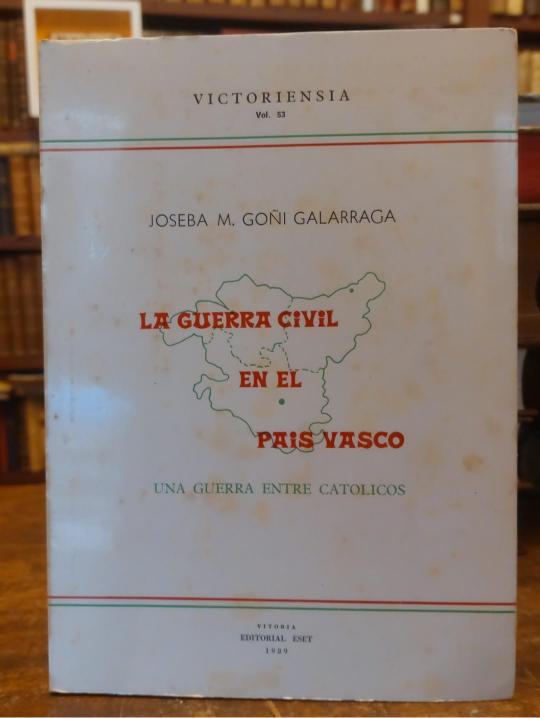 VICTORIENSIA
Vol. 53
JOSEBA M. GOÑI GALARRAGA
LA GUERRA CiViL
EN EL
PAiS VASCO
UNA GUERRA ENTRE CATOLICOS
VITORIA
EDITORIAL ESET
1989